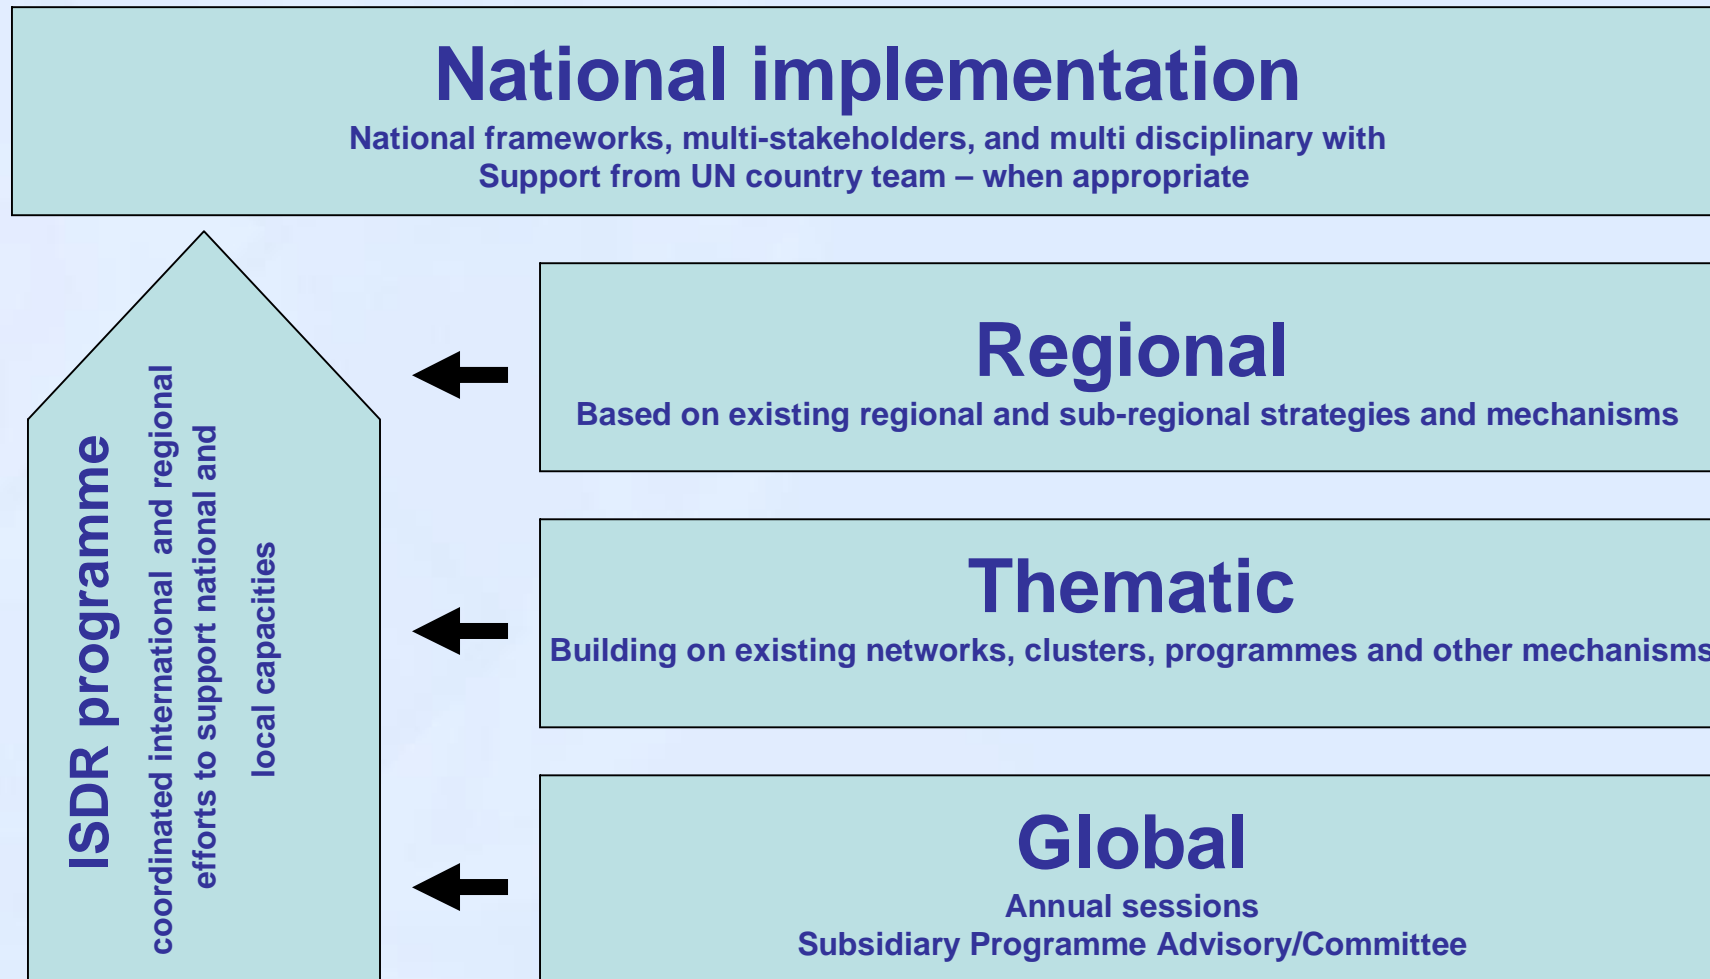 National implementation
National frameworks, multi-stakeholders, and multi disciplinary with
Support from UN country team – when appropriate
ISDR programme
coordinated international and regional
efforts to support national and
local capacities
Regional
Based on existing regional and sub-regional strategies and mechanisms
Thematic
Building on existing networks, clusters, programmes and other mechanisms
Global
Annual sessions
Subsidiary Programme Advisory/Committee